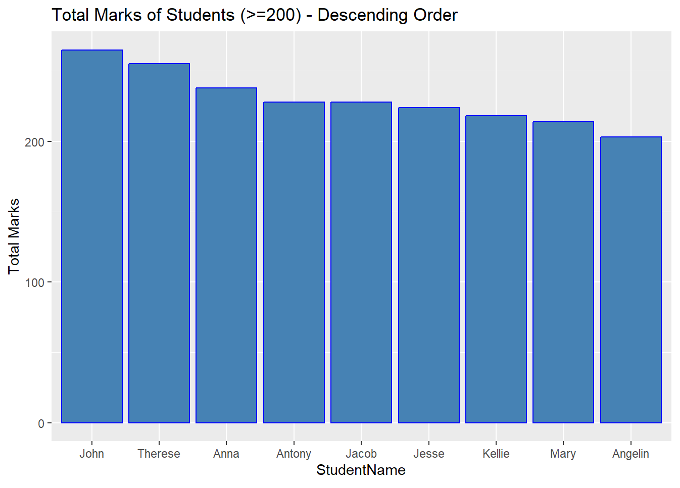 Total Marks of Students (>=200) - Descending Order
Total Marks
200
100
0
John Therese Anna Antony Jacob Jesse Kellie Mary Angelin
StudentName